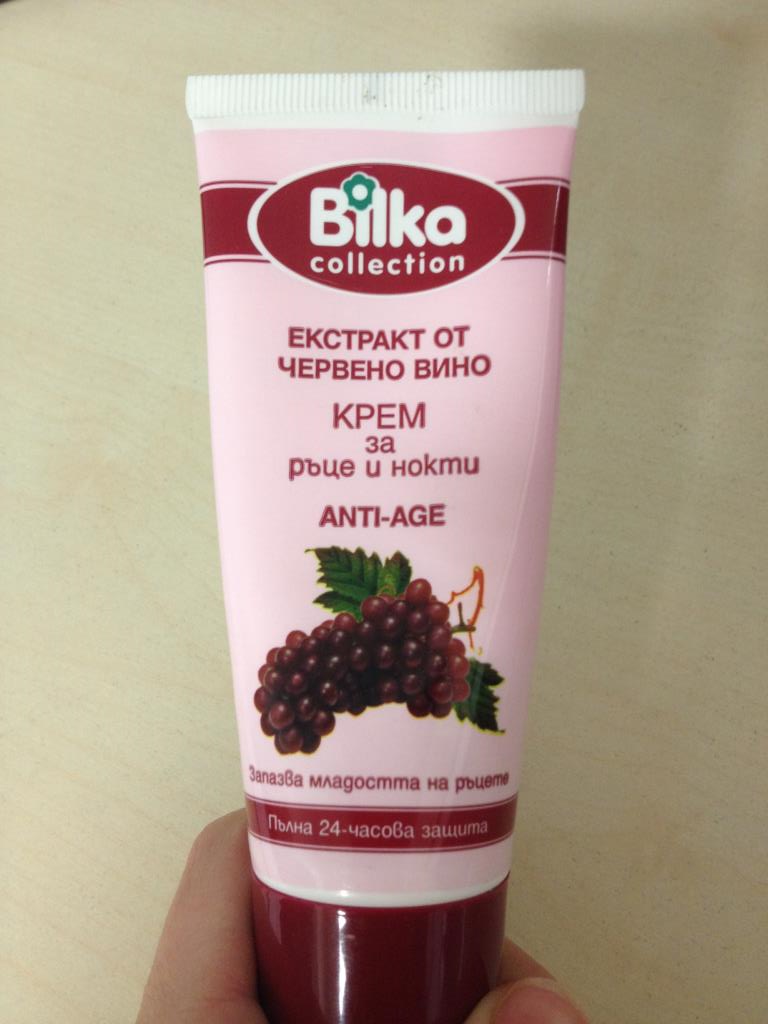 Bilka
collection
ЕКСТРАКТ ОТ
ЧЕРВЕНО ВИНО
КРЕМ
за
ръце и нокти
ANTI-AGE
Запазва младостта на ръцете
Пълна 24-часова защита